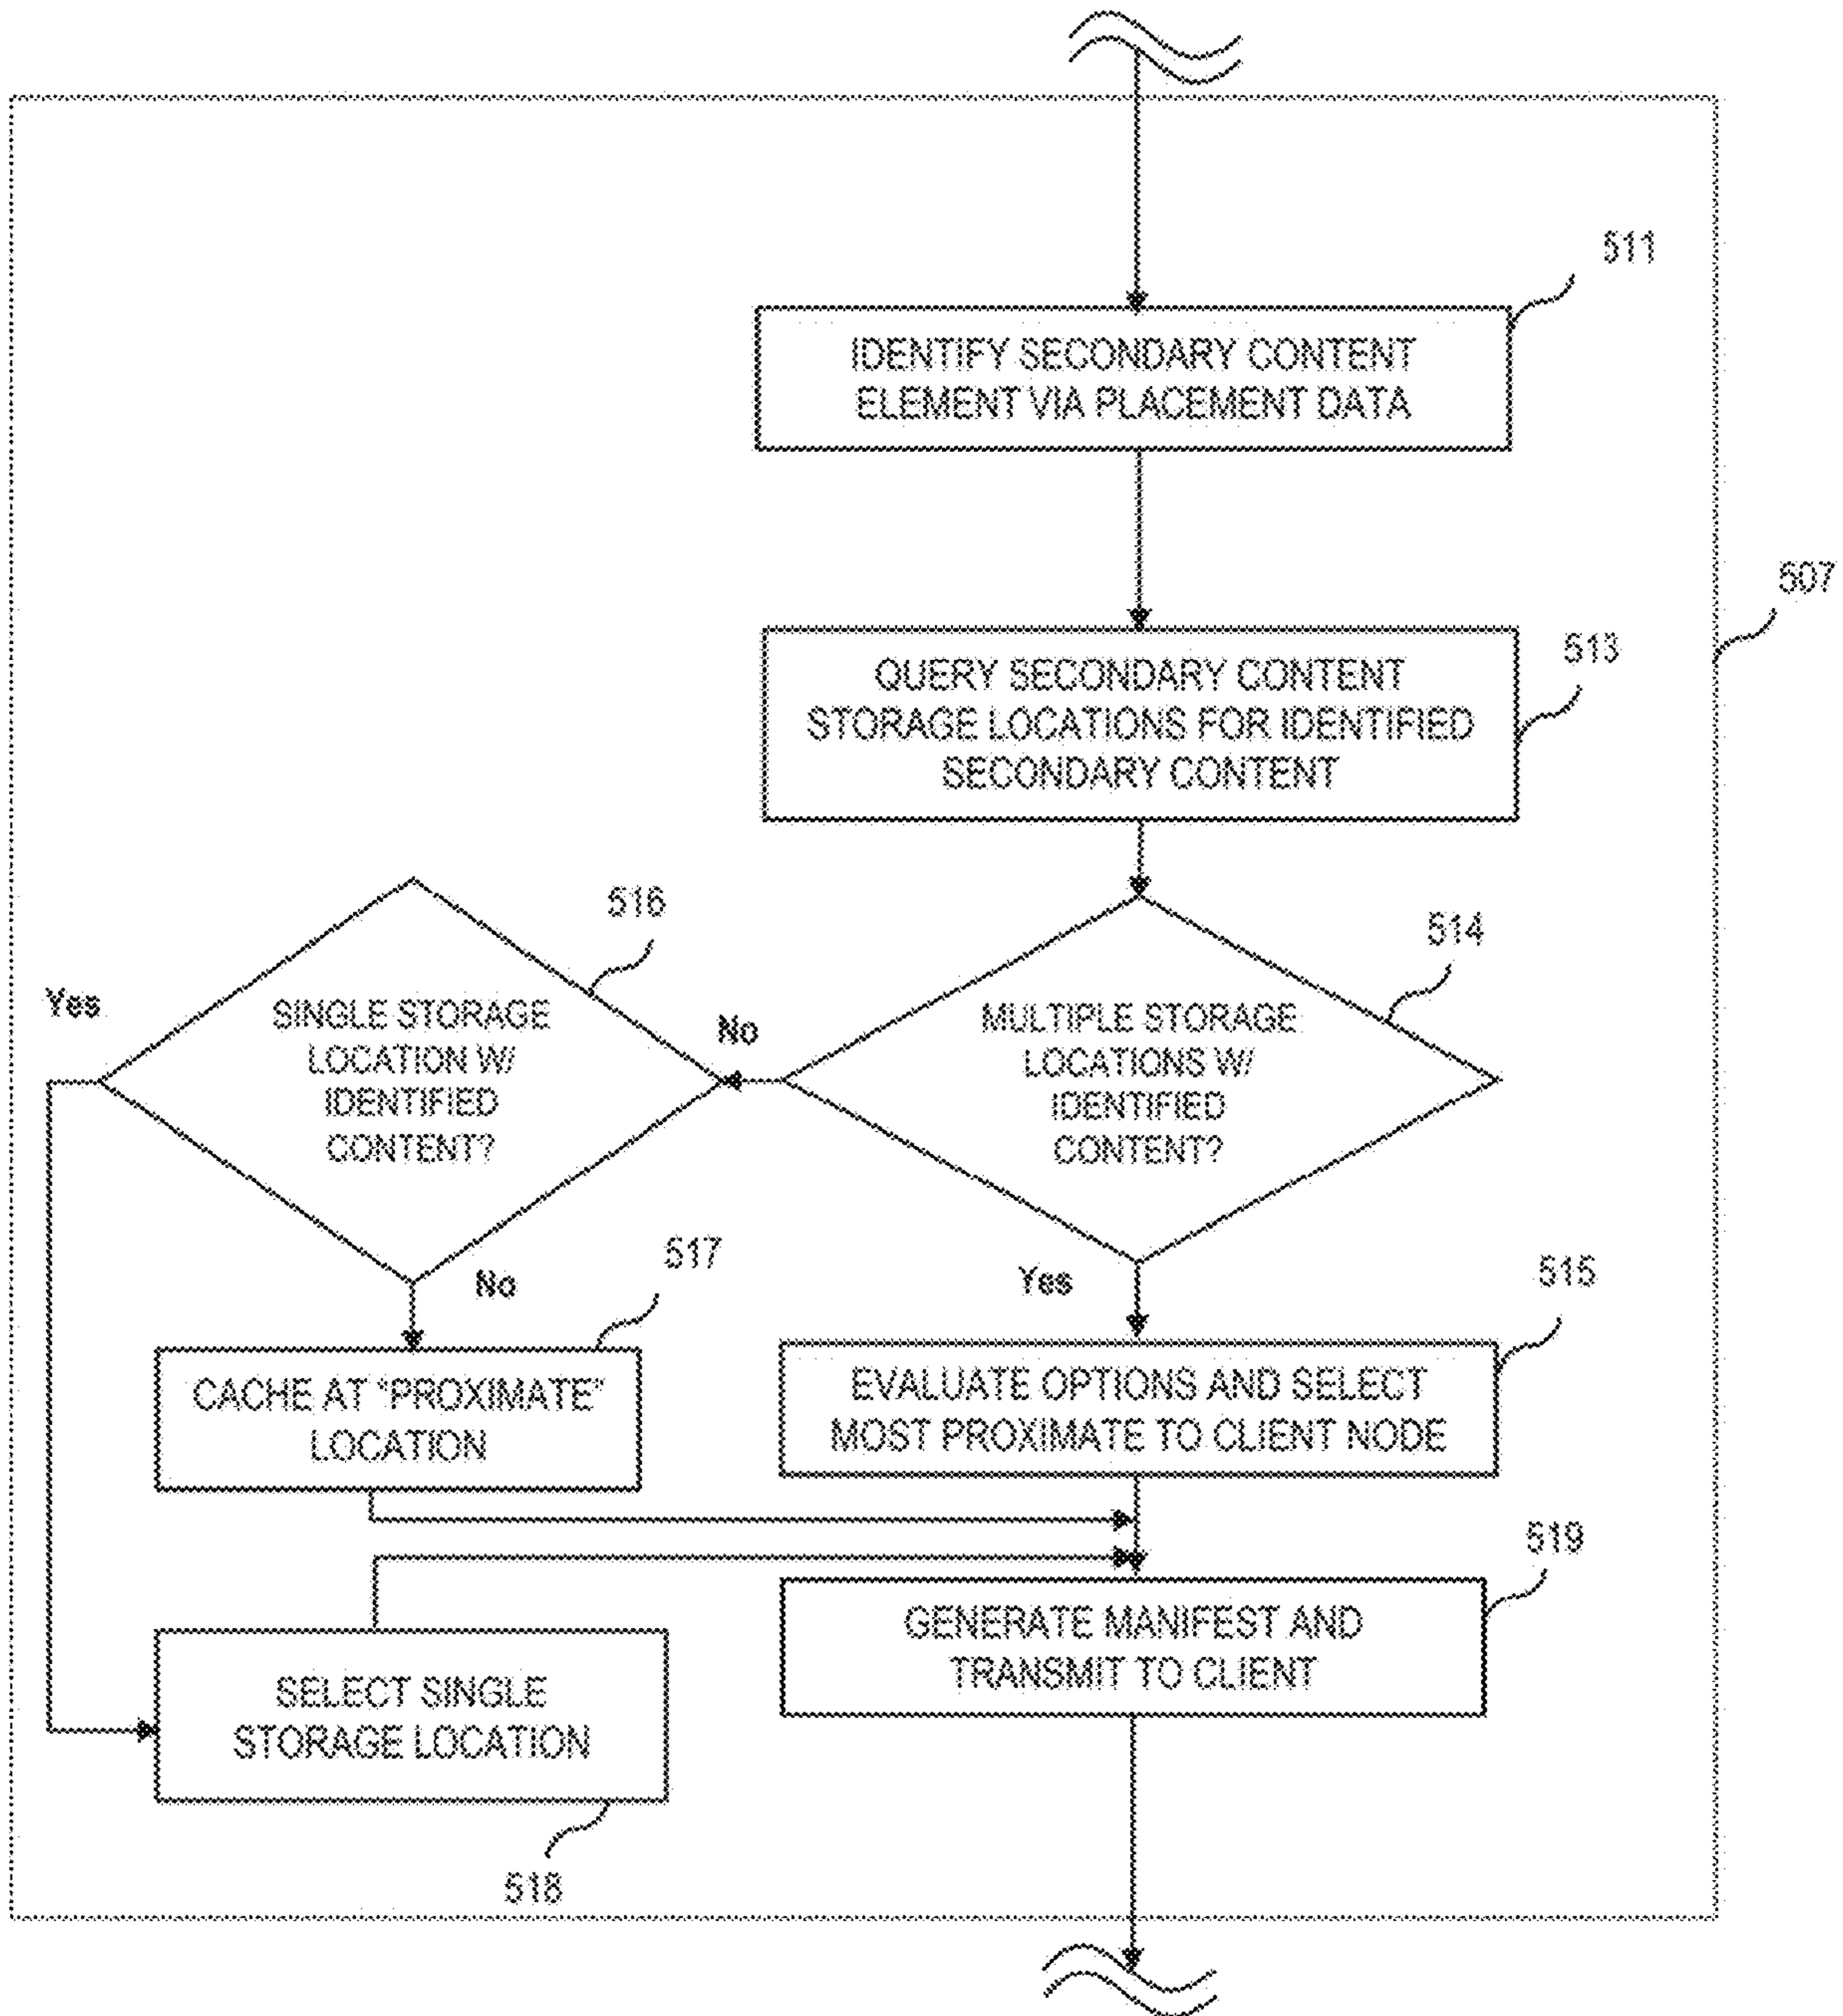 511
IDENTIFY SECONDARY CONTENT
ELEMENT VIA PLACEMENT DATA
507
513
QUERY SECONDARY CONTENT
STORAGE LOCATIONS FOR IDENTIFIED
SECONDARY CONTENT
516
514
Yes
SINGLE STORAGE
LOCATION W/
IDENTIFIED
CONTENT?
No
MULTIPLE STORAGE
LOCATIONS W/
IDENTIFIED
CONTENT?
517
No
Yes
515
CACHE AT "PROXIMATE"
LOCATION
EVALUATE OPTIONS AND SELECT
MOST PROXIMATE TO CLIENT NODE
519
GENERATE MANIFEST AND
TRANSMIT TO CLIENT
SELECT SINGLE
STORAGE LOCATION
518